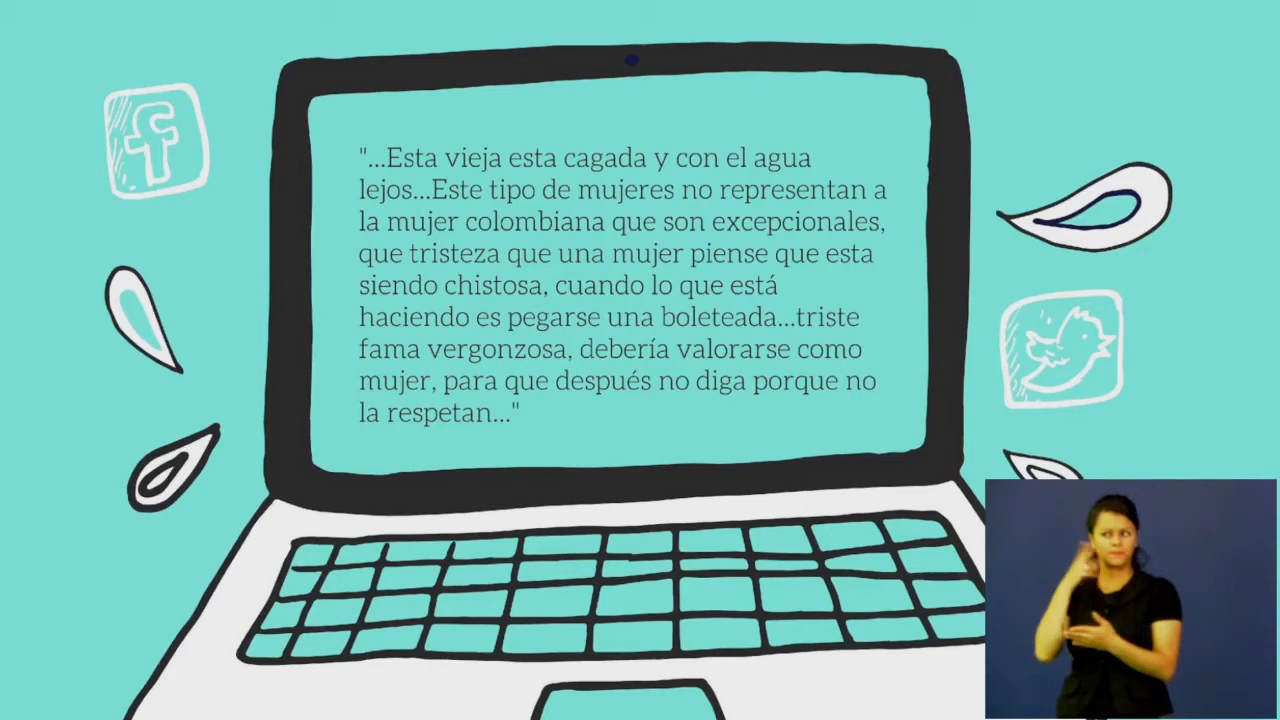 "...Esta vieja esta cagada y con el agua
lejos...Este tipo de mujeres no representan a
la mujer colombiana que son excepcionales,
que tristeza que una mujer piense que esta
siendo chistosa, cuando lo que está
haciendo es pegarse una boleteada...triste
fama vergonzosa, debería valorarse como
mujer, para que después no diga porque no
la respetan..."